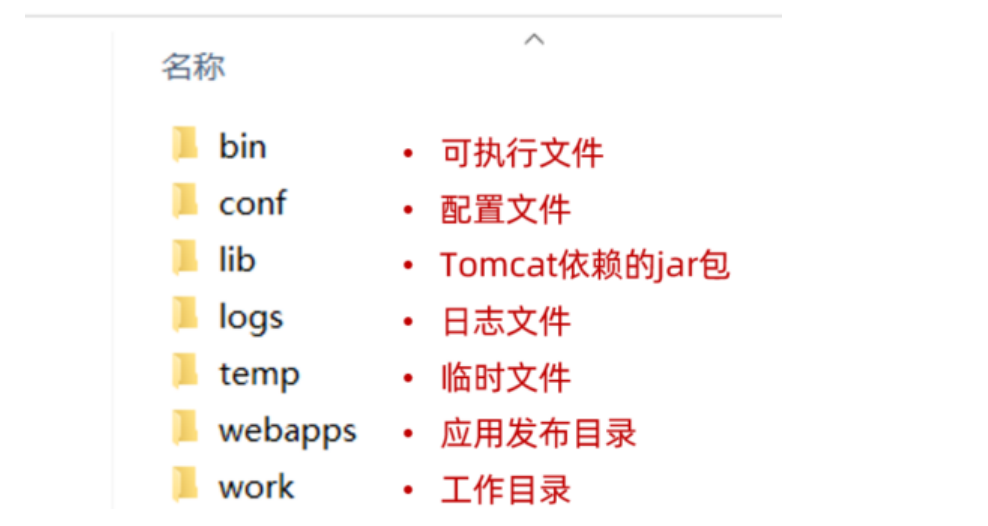 名称
bin • 可执行文件
conf • 配置文件
lib • Tomcat依赖的jar包
logs • 日志文件
temp • 临时文件
webapps • 应用发布目录
work • 工作目录